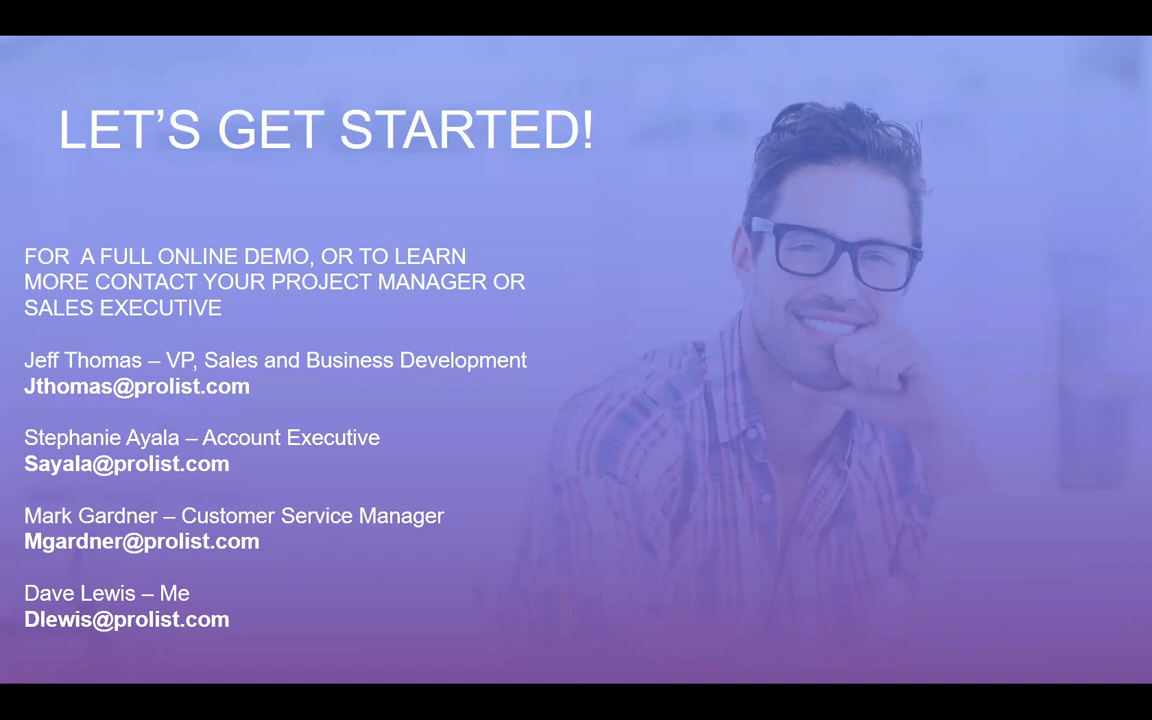 LET’S GET STARTED!
FOR  A FULL ONLINE DEMO, OR TO LEARN
MORE CONTACT YOUR PROJECT MANAGER OR
SALES EXECUTIVE
Jeff Thomas – VP, Sales and Business Development
Jthomas@prolist.com
Stephanie Ayala – Account Executive
Sayala@prolist.com
Mark Gardner – Customer Service Manager
Mgardner@prolist.com
Dave Lewis – Me
Dlewis@prolist.com